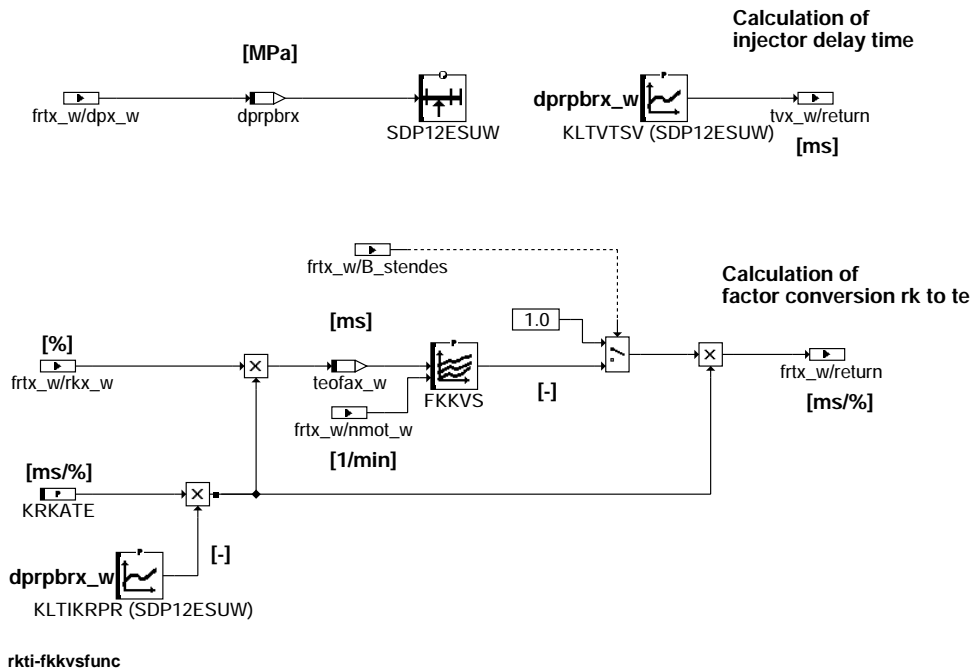 Calculation of
injector delay time
[MPa]
frtx_w/dpx_w
dprpbrx
SDP12ESUW
dprpbrx_w
P
KLTVTSV (SDP12ESUW)
tvx_w/return
[ms]
frtx_w/B_stendes
Calculation of
factor conversion rk to te
1.0
[ms]
[%]
frtx_w/rkx_w
teofax_w
P
FKKVS
[-]
frtx_w/return
[ms/%]
frtx_w/nmot_w
[1/min]
[ms/%]
P
KRKATE
[-]
P
dprpbrx_w
KLTIKRPR (SDP12ESUW)
rkti-fkkvsfunc